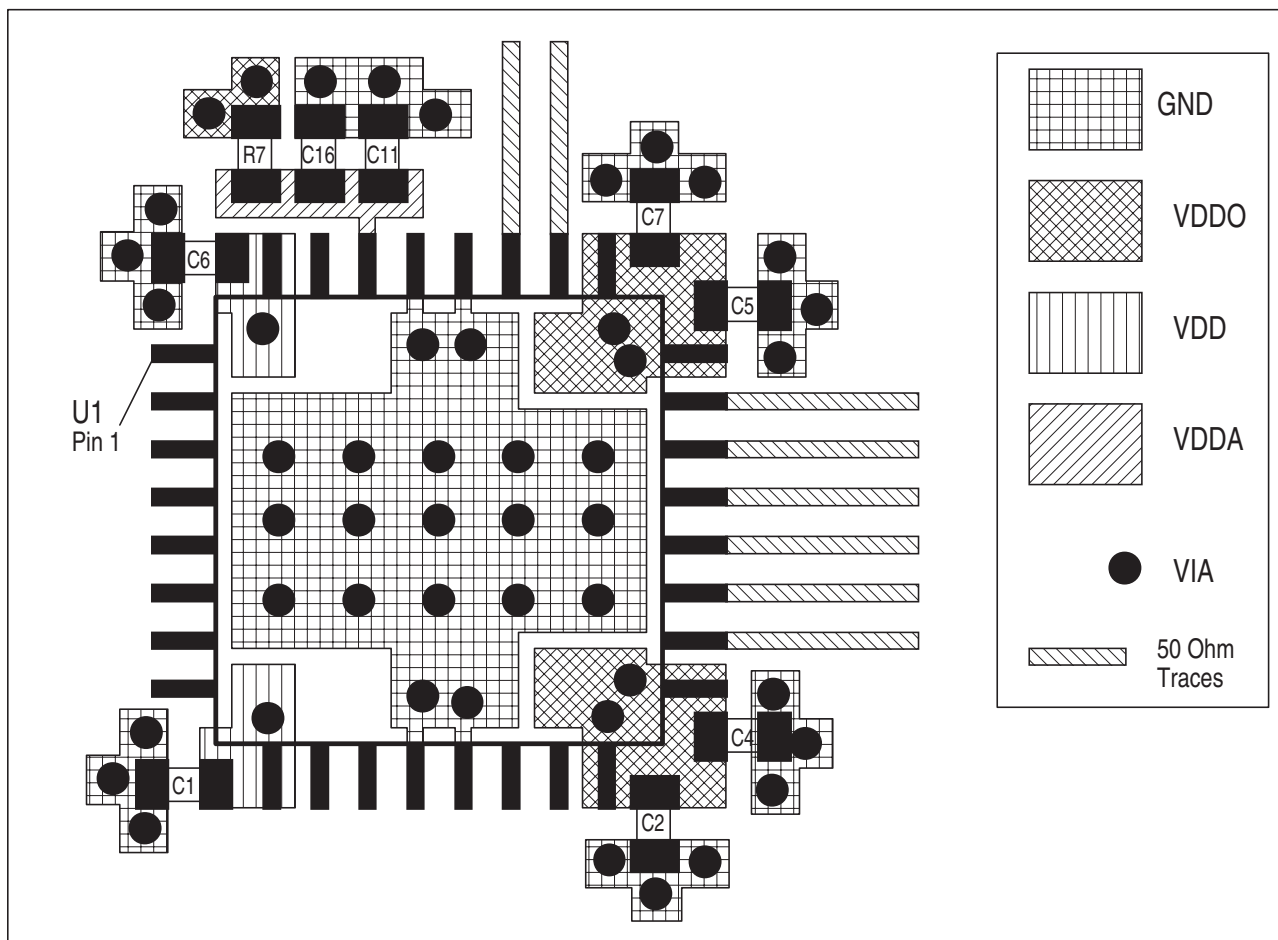 R7
C16
C11
C7
C6
C5
U1
Pin 1
C4
C1
C2
GND
VDDO
VDD
VDDA
VIA
50 Ohm
Traces